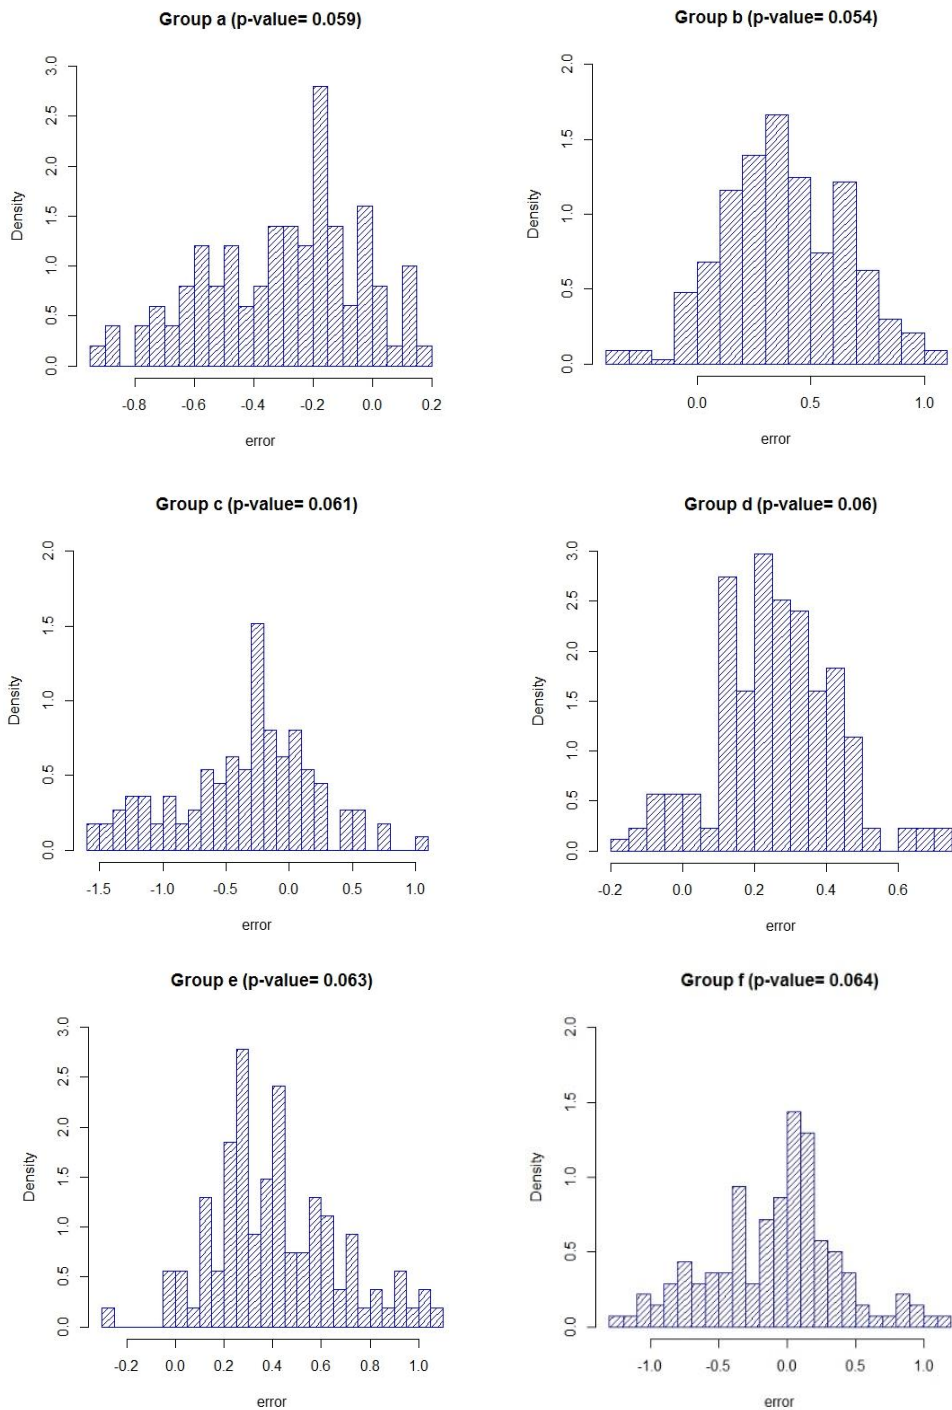 Group a (p-value= 0.059)
Density
0.0 0.5 1.0 1.5 2.0 2.5 3.0
-0.8 -0.6 -0.4 -0.2 0.0 0.2
error
Group b (p-value= 0.054)
Density
0.0 0.5 1.0 1.5 2.0
0.0 0.5 1.0
error
Group c (p-value= 0.061)
Density
0.0 0.5 1.0 1.5 2.0
-1.5 -1.0 -0.5 0.0 0.5 1.0
error
Group d (p-value= 0.06)
Density
0.0 0.5 1.0 1.5 2.0 2.5 3.0
-0.2 0.0 0.2 0.4 0.6
error
Group e (p-value= 0.063)
Density
0.0 0.5 1.0 1.5 2.0 2.5 3.0
-0.2 0.0 0.2 0.4 0.6 0.8 1.0
error
Group f (p-value= 0.064)
Density
0.0 0.5 1.0 1.5 2.0
-1.0 -0.5 0.0 0.5 1.0
error